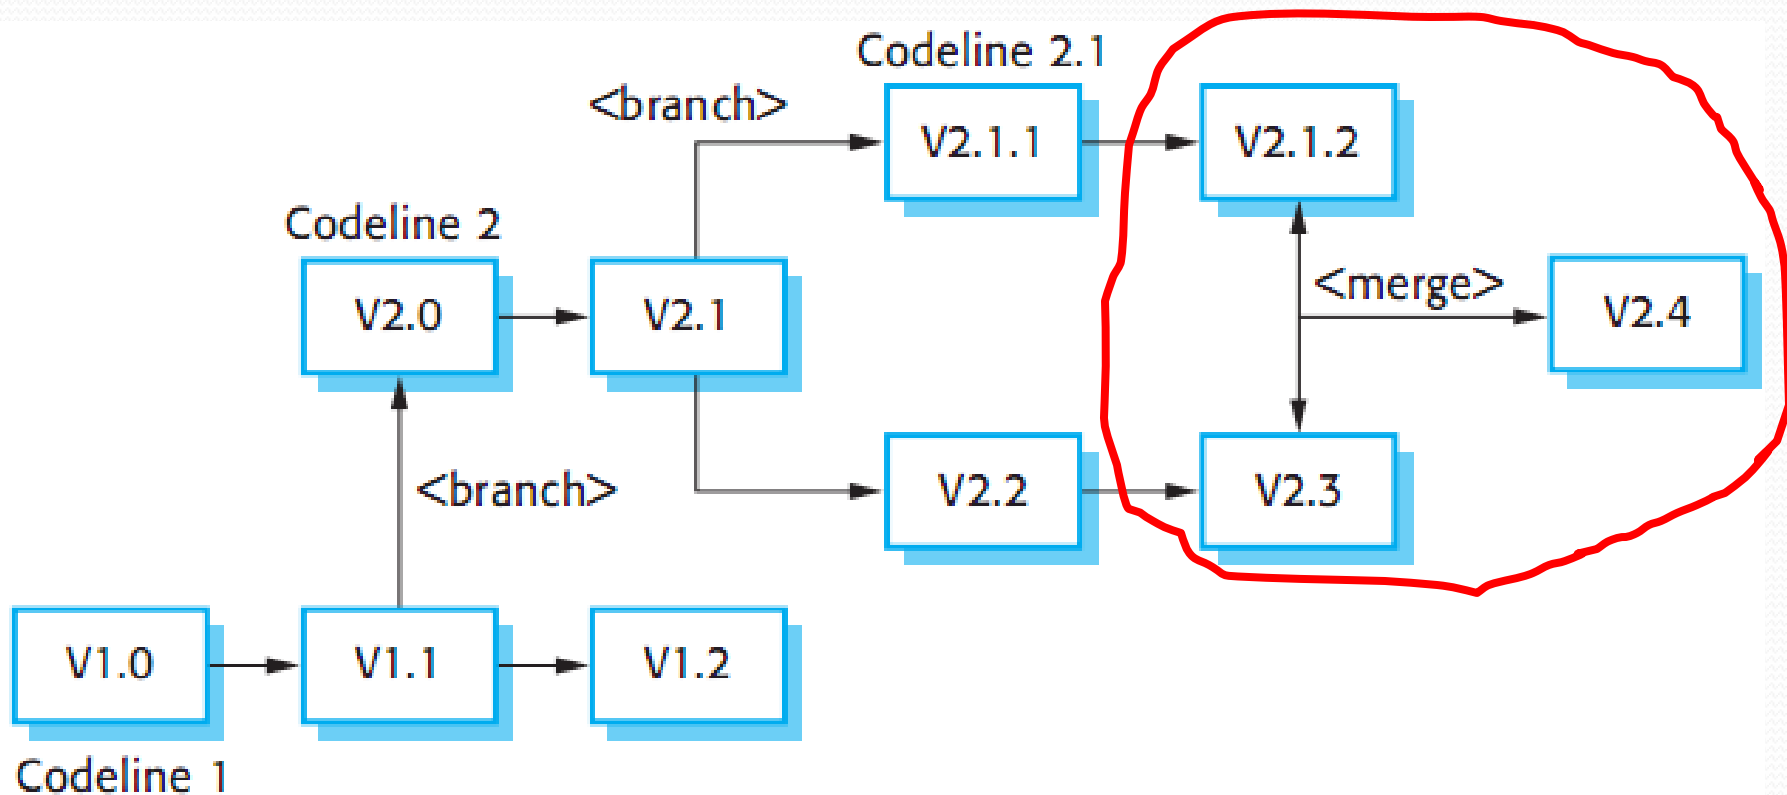 Codeline 2.1
<branch>
V2.1.1
V2.1.2
Codeline 2
V2.0
V2.1
<merge>
V2.4
<branch>
V2.2
V2.3
V1.0
V1.1
V1.2
Codeline 1